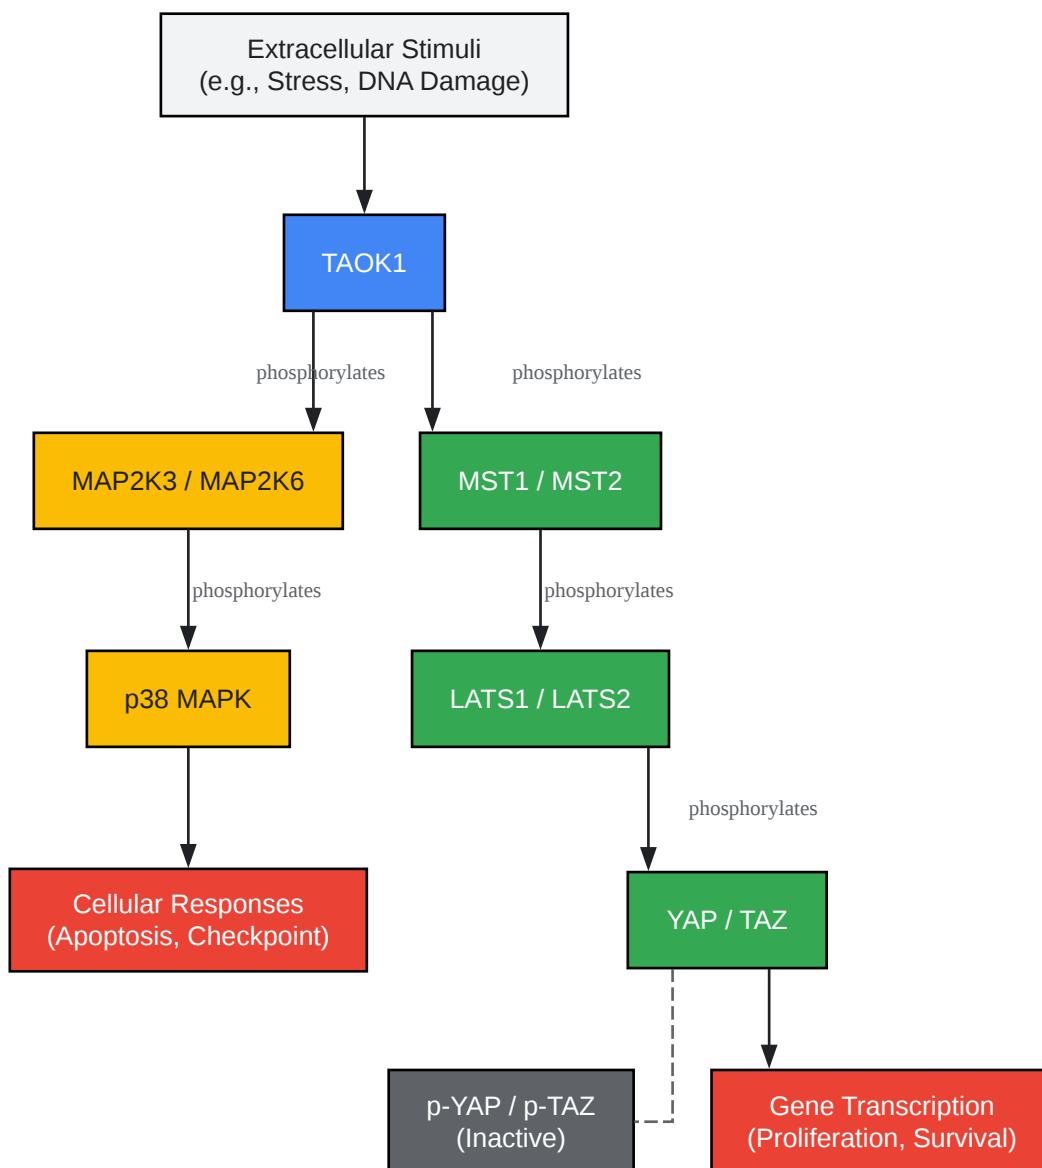 Extracellular Stimuli
(e.g., Stress, DNA Damage)
TAOK1
phosphorylates
phosphorylates
MAP2K3 / MAP2K6
MST1 / MST2
phosphorylates
phosphorylates
p38 MAPK
LATS1 / LATS2
phosphorylates
Cellular Responses
(Apoptosis, Checkpoint)
YAP / TAZ
p-YAP / p-TAZ
(Inactive)
Gene Transcription
(Proliferation, Survival)